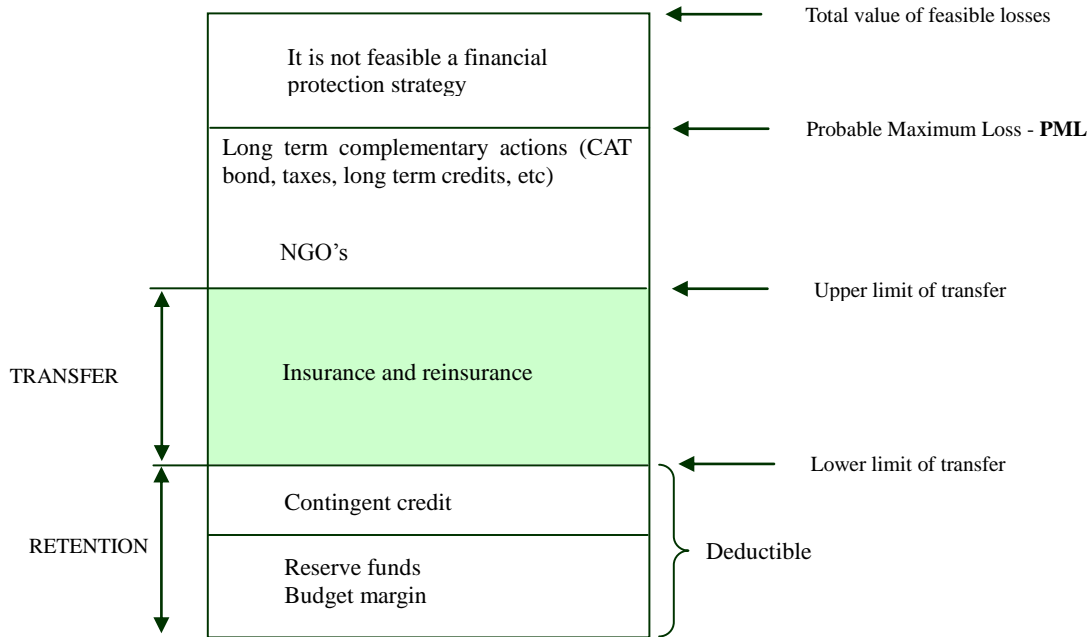 Total value of feasible losses
It is not feasible a financial
protection strategy
Probable Maximum Loss - PML
Long term complementary actions (CAT
bond, taxes, long term credits, etc)
NGO’s
Upper limit of transfer
TRANSFER
Insurance and reinsurance
Lower limit of transfer
Contingent credit
RETENTION
Deductible
Reserve funds
Budget margin